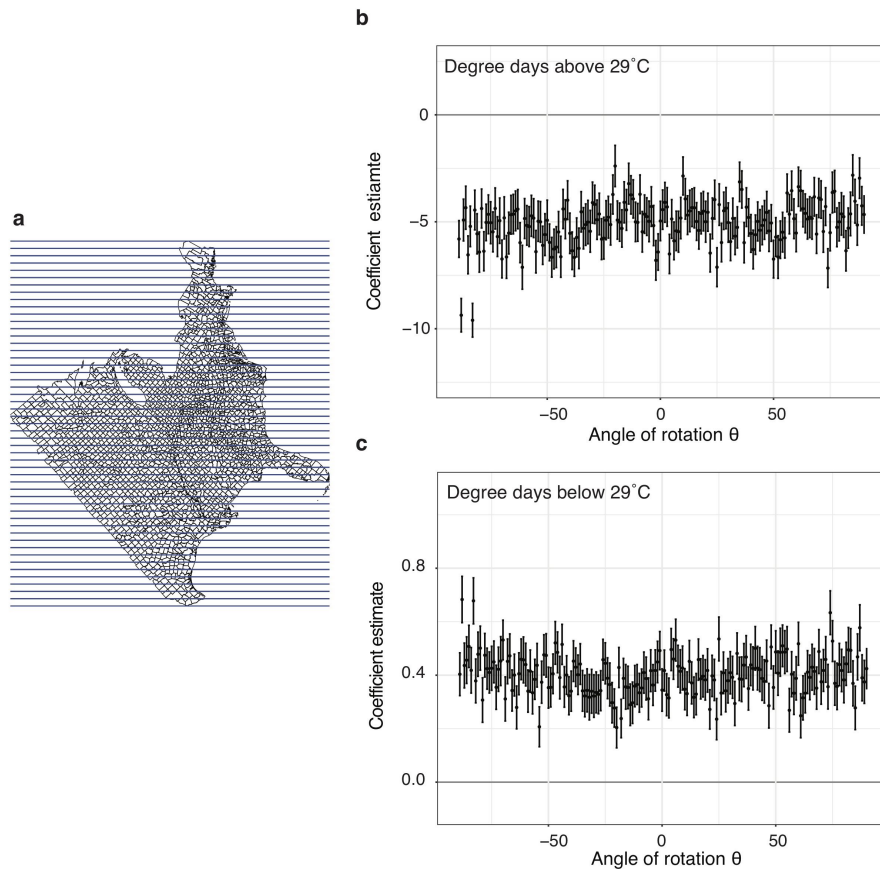 a
b
Degree days above 29°C
0
−5
−10
Coefficient estiamte
−50 0 50
Angle of rotation θ
c
Degree days below 29°C
0.8
0.4
0.0
Coefficient estimate
−50 0 50
Angle of rotation θ